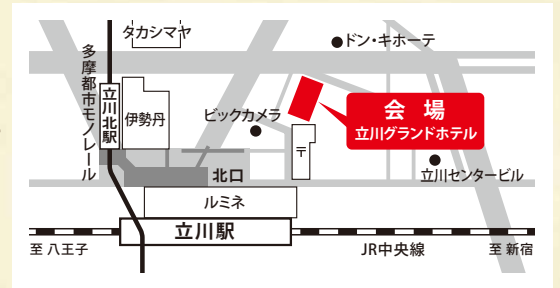 タカシマヤ
●ドン・キホーテ
多摩都市モノレール
立川北駅
伊勢丹
ビックカメラ
会場
立川グランドホテル
〒
立川センタービル
北口
ルミネ
立川駅
至 八王子
JR中央線
至 新宿